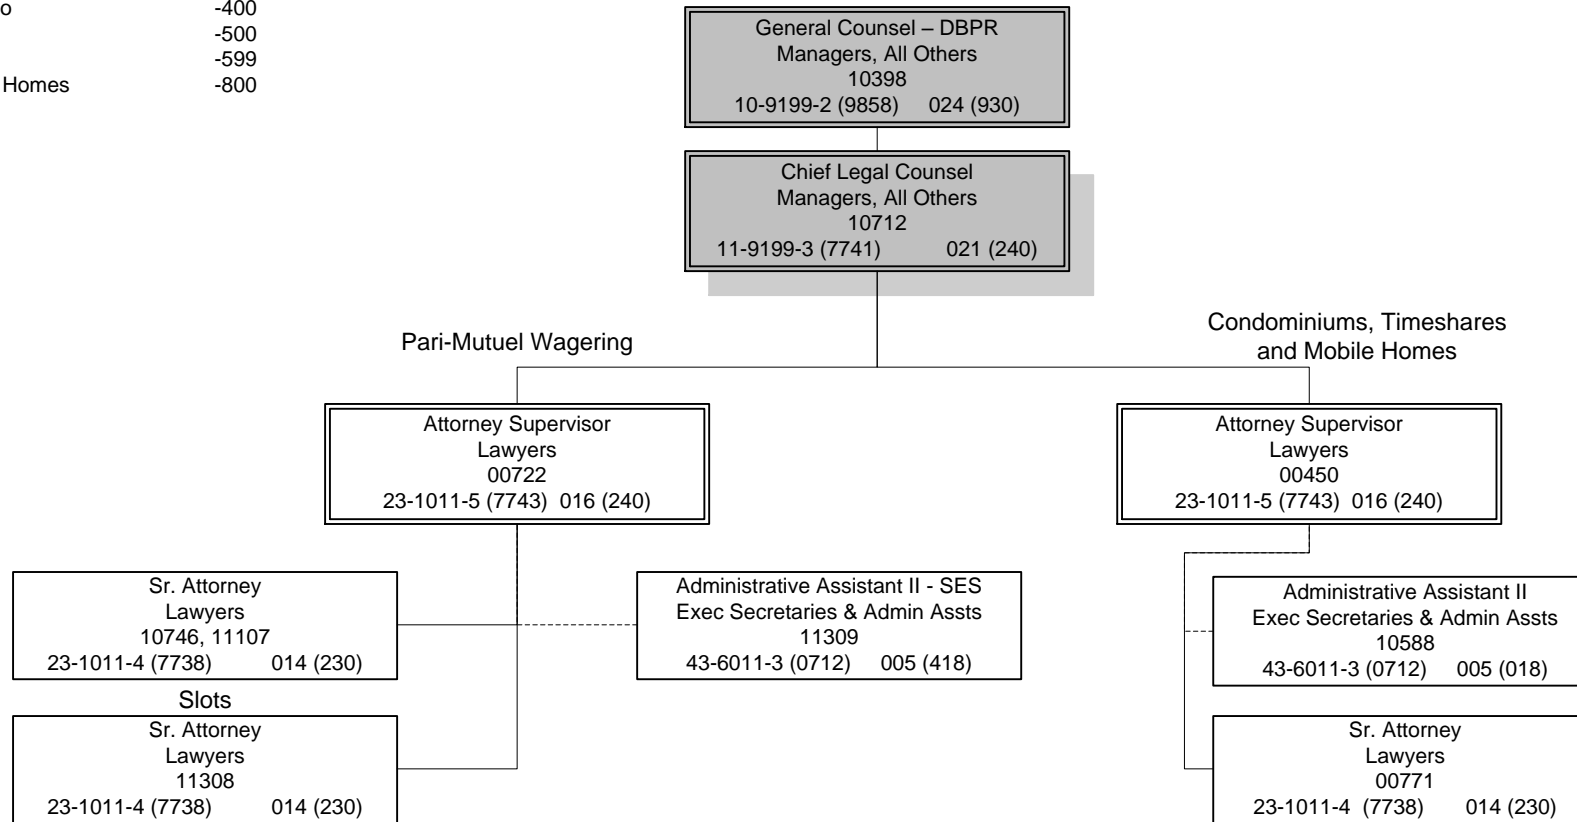 o -400
-500
-599
Homes -800
General Counsel – DBPR
Managers, All Others
10398
10-9199-2 (9858) 024 (930)
Chief Legal Counsel
Managers, All Others
10712
11-9199-3 (7741) 021 (240)
Pari-Mutuel Wagering
Condominiums, Timeshares
and Mobile Homes
Attorney Supervisor
Lawyers
00722
23-1011-5 (7743) 016 (240)
Attorney Supervisor
Lawyers
00450
23-1011-5 (7743) 016 (240)
Sr. Attorney
Lawyers
10746, 11107
23-1011-4 (7738) 014 (230)
Administrative Assistant II - SES
Exec Secretaries & Admin Assts
11309
43-6011-3 (0712) 005 (418)
Administrative Assistant II
Exec Secretaries & Admin Assts
10588
43-6011-3 (0712) 005 (018)
Slots
Sr. Attorney
Lawyers
11308
23-1011-4 (7738) 014 (230)
Sr. Attorney
Lawyers
00771
23-1011-4 (7738) 014 (230)